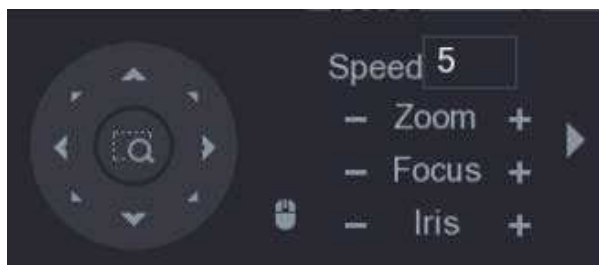 Speed 5
− Zoom +
− Focus +
− Iris +